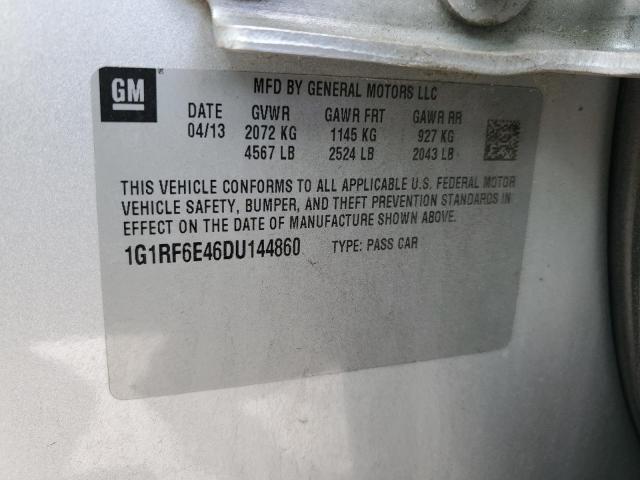 GM
®
MFD BY GENERAL MOTORS LLC
DATE GVWR GAWR FRT GAWR RR
04/13 2072 KG 1145 KG 927 KG
4567 LB 2524 LB 2043 LB
THIS VEHICLE CONFORMS TO ALL APPLICABLE U.S. FEDERAL MOTOR
VEHICLE SAFETY, BUMPER, AND THEFT PREVENTION STANDARDS IN
EFFECT ON THE DATE OF MANUFACTURE SHOWN ABOVE.
1G1RF6E46DU144860 TYPE: PASS CAR